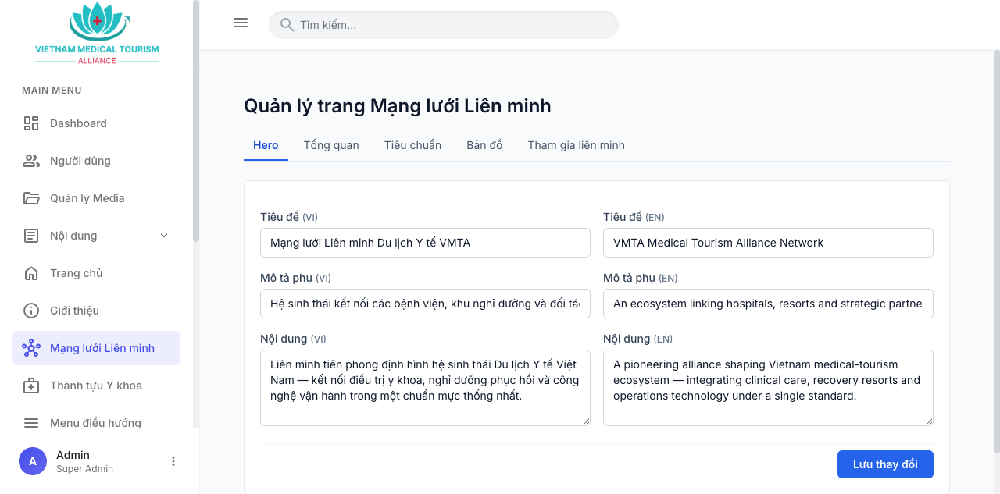 VIETNAM MEDICAL TOURISM
ALLIANCE
MAIN MENU
Dashboard
Người dùng
Quản lý Media
Nội dung
Trang chủ
Giới thiệu
Mạng lưới Liên minh
Thành tựu Y khoa
Menu điều hướng
A
Admin
Super Admin
Tìm kiếm...
Quản lý trang Mạng lưới Liên minh
Hero Tổng quan Tiêu chuẩn Bản đồ Tham gia liên minh
Tiêu đề (VI)
Mạng lưới Liên minh Du lịch Y tế VMTA
Tiêu đề (EN)
VMTA Medical Tourism Alliance Network
Mô tả phụ (VI)
Hệ sinh thái kết nối các bệnh viện, khu nghỉ dưỡng và đối tác
Mô tả phụ (EN)
An ecosystem linking hospitals, resorts and strategic partne
Nội dung (VI)
Liên minh tiên phong định hình hệ sinh thái Du lịch Y tế Việt
Nam — kết nối điều trị y khoa, nghỉ dưỡng phục hồi và công
nghệ vận hành trong một chuẩn mực thống nhất.
Nội dung (EN)
A pioneering alliance shaping Vietnam medical-tourism
ecosystem — integrating clinical care, recovery resorts and
operations technology under a single standard.
Lưu thay đổi